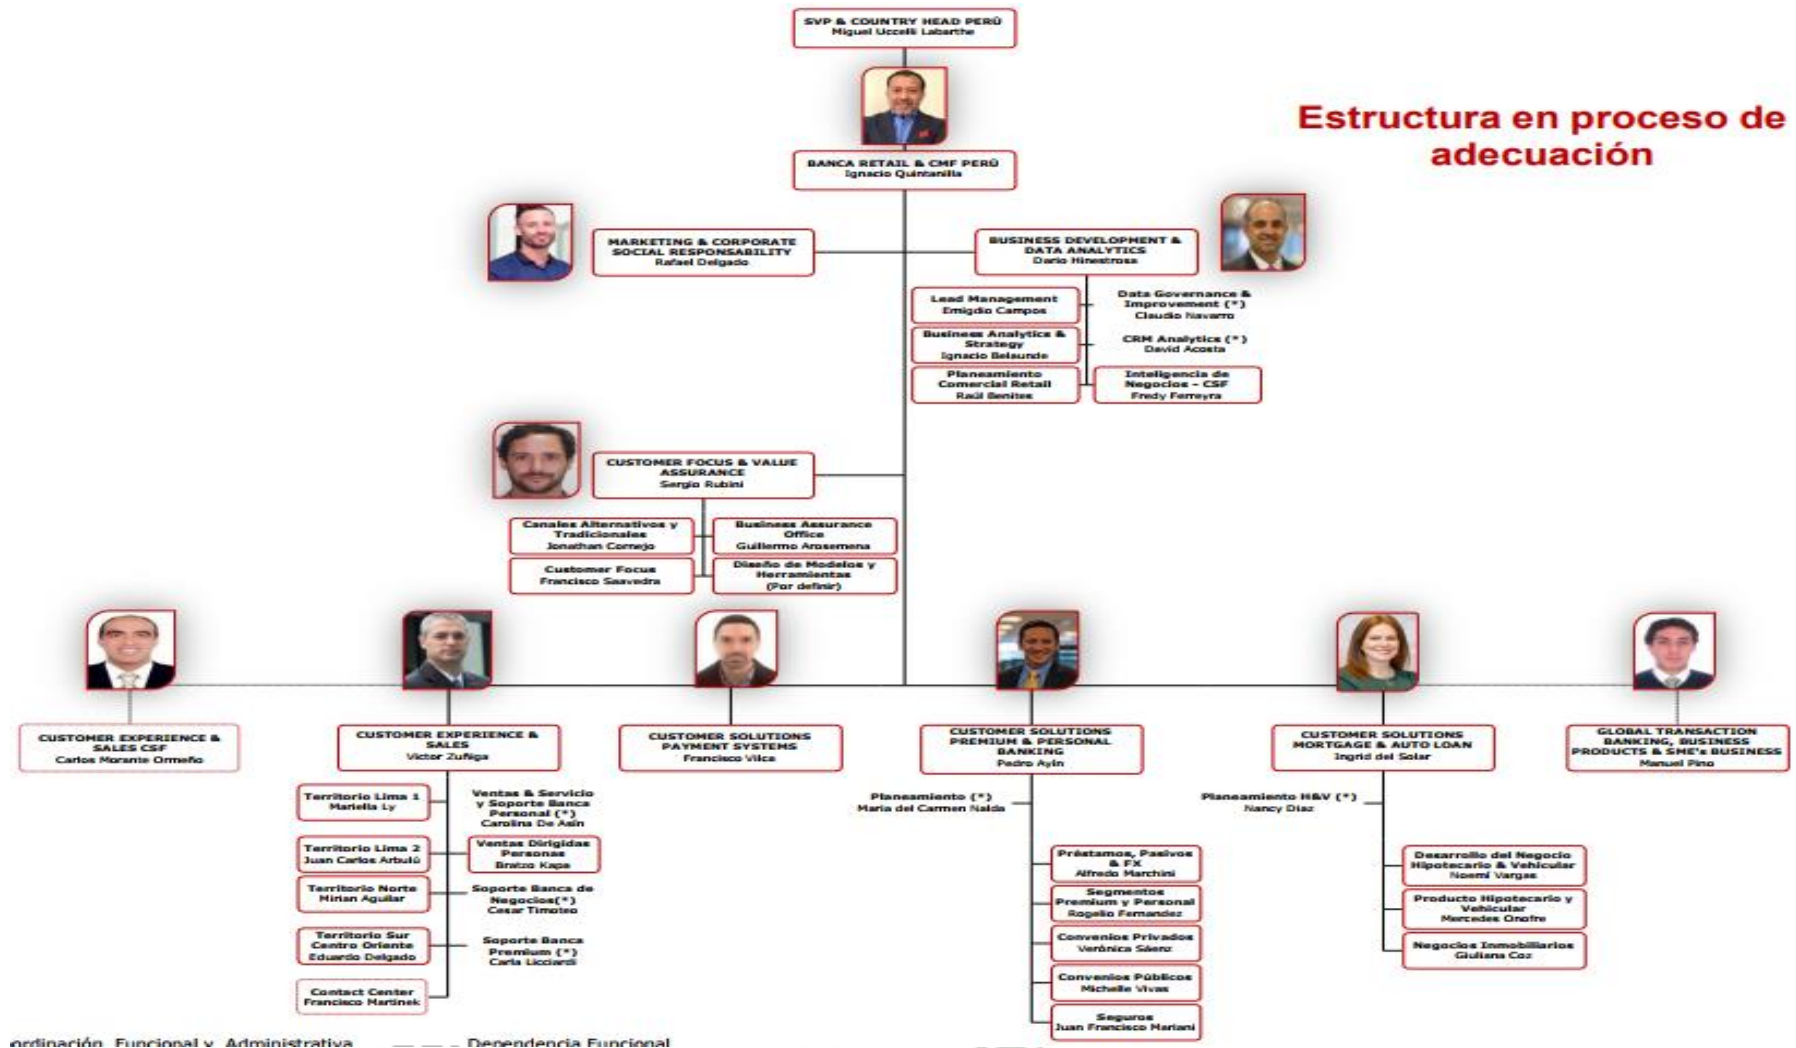 SVP & COUNTRY HEAD PERÚ
Miguel Uccelli Labarthe
Estructura en proceso de
adecuación
BANCA RETAIL & CMF PERÚ
Ignacio Quintanilla
MARKETING & CORPORATE
SOCIAL RESPONSABILITY
Rafael Delgado
BUSINESS DEVELOPMENT &
DATA ANALYTICS
Dario Hinestrosa
Lead Management
Emigdio Campos
Data Governance &
Improvement (*)
Claudio Navarro
Business Analytics &
Strategy
Ignacio Belaunde
CRM Analytics (*)
David Acosta
Planeamiento
Comercial Retail
Raúl Benites
Inteligencia de
Negocios - CSF
Fredy Ferreyra
CUSTOMER FOCUS & VALUE
ASSURANCE
Sergio Rubini
Canales Alternativos y
Tradicionales
Jonathan Cornejo
Business Assurance
Office
Guillermo Arosemena
Customer Focus
Francisco Saavedra
Diseño de Modelos y
Herramientas
(Por definir)
CUSTOMER EXPERIENCE &
SALES CSF
Carlos Morante Ormeño
CUSTOMER EXPERIENCE &
SALES
Victor Zuñiga
CUSTOMER SOLUTIONS
PAYMENT SYSTEMS
Francisco Vilca
CUSTOMER SOLUTIONS
PREMIUM & PERSONAL
BANKING
Pedro Ayin
CUSTOMER SOLUTIONS
MORTGAGE & AUTO LOAN
Ingrid del Solar
GLOBAL TRANSACTION
BANKING, BUSINESS
PRODUCTS & SME's BUSINESS
Manuel Pino
Territorio Lima 1
Mariella Ly
Ventas & Servicio
y Soporte Banca
Personal (*)
Carolina De Asin
Territorio Lima 2
Juan Carlos Arbulú
Ventas Dirigidas
Personas
Bratzo Kapa
Territorio Norte
Mirian Aguilar
Soporte Banca de
Negocios(*)
Cesar Timoteo
Territorio Sur
Centro Oriente
Eduardo Delgado
Soporte Banca
Premium (*)
Carla Licciardi
Contact Center
Francisco Martinek
Planeamiento (*)
Maria del Carmen Nalda
Préstamos, Pasivos
& FX
Alfredo Marchini
Segmentos
Premium y Personal
Rogelio Fernandez
Convenios Privados
Verónica Sáenz
Convenios Públicos
Michelle Vivas
Seguros
Juan Francisco Mariani
Planeamiento H&V (*)
Nancy Diaz
Desarrollo del Negocio
Hipotecario & Vehicular
Noemí Vargas
Producto Hipotecario y
Vehicular
Mercedes Onofre
Negocios Inmobiliarios
Giuliana Coz
ordinación Funcional y Administrativa
Dependencia Funcional